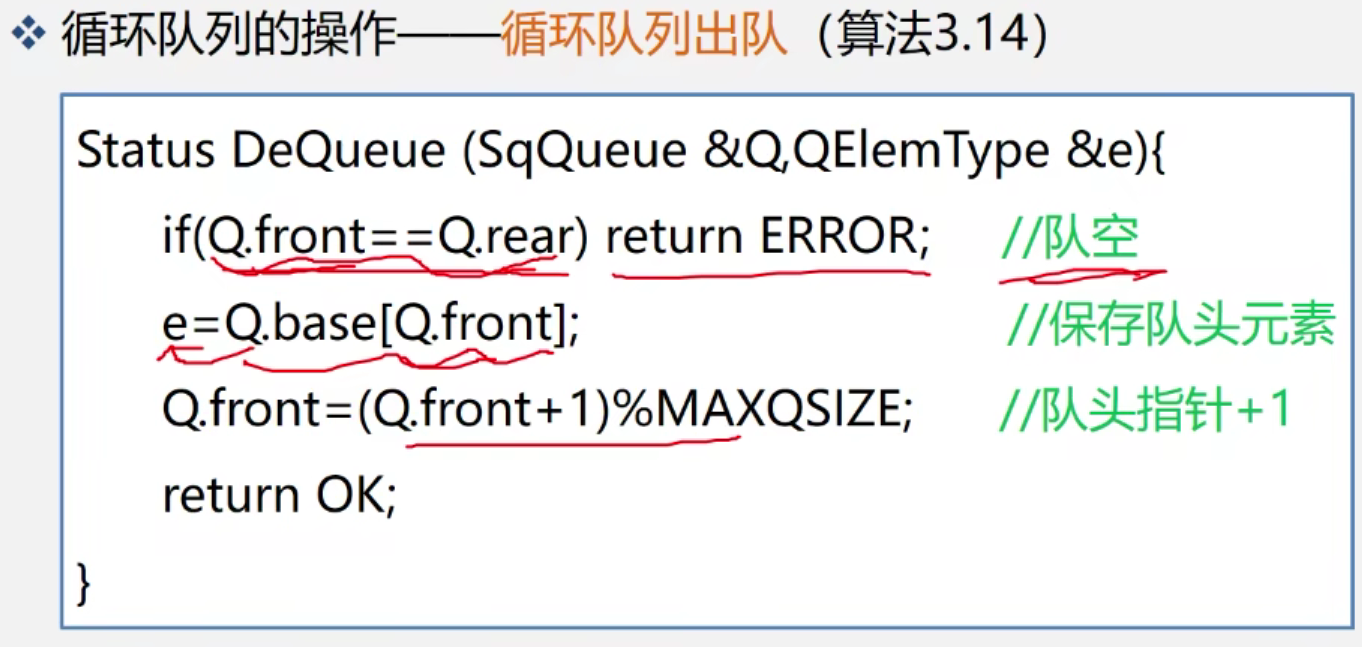 ❖ 循环队列的操作——循环队列出队（算法3.14）
Status DeQueue (SqQueue &Q,QElemType &e){
if(Q.front==Q.rear) return ERROR; //队空
e=Q.base[Q.front]; //保存队头元素
Q.front=(Q.front+1)%MAXQSIZE; //队头指针+1
return OK;
}